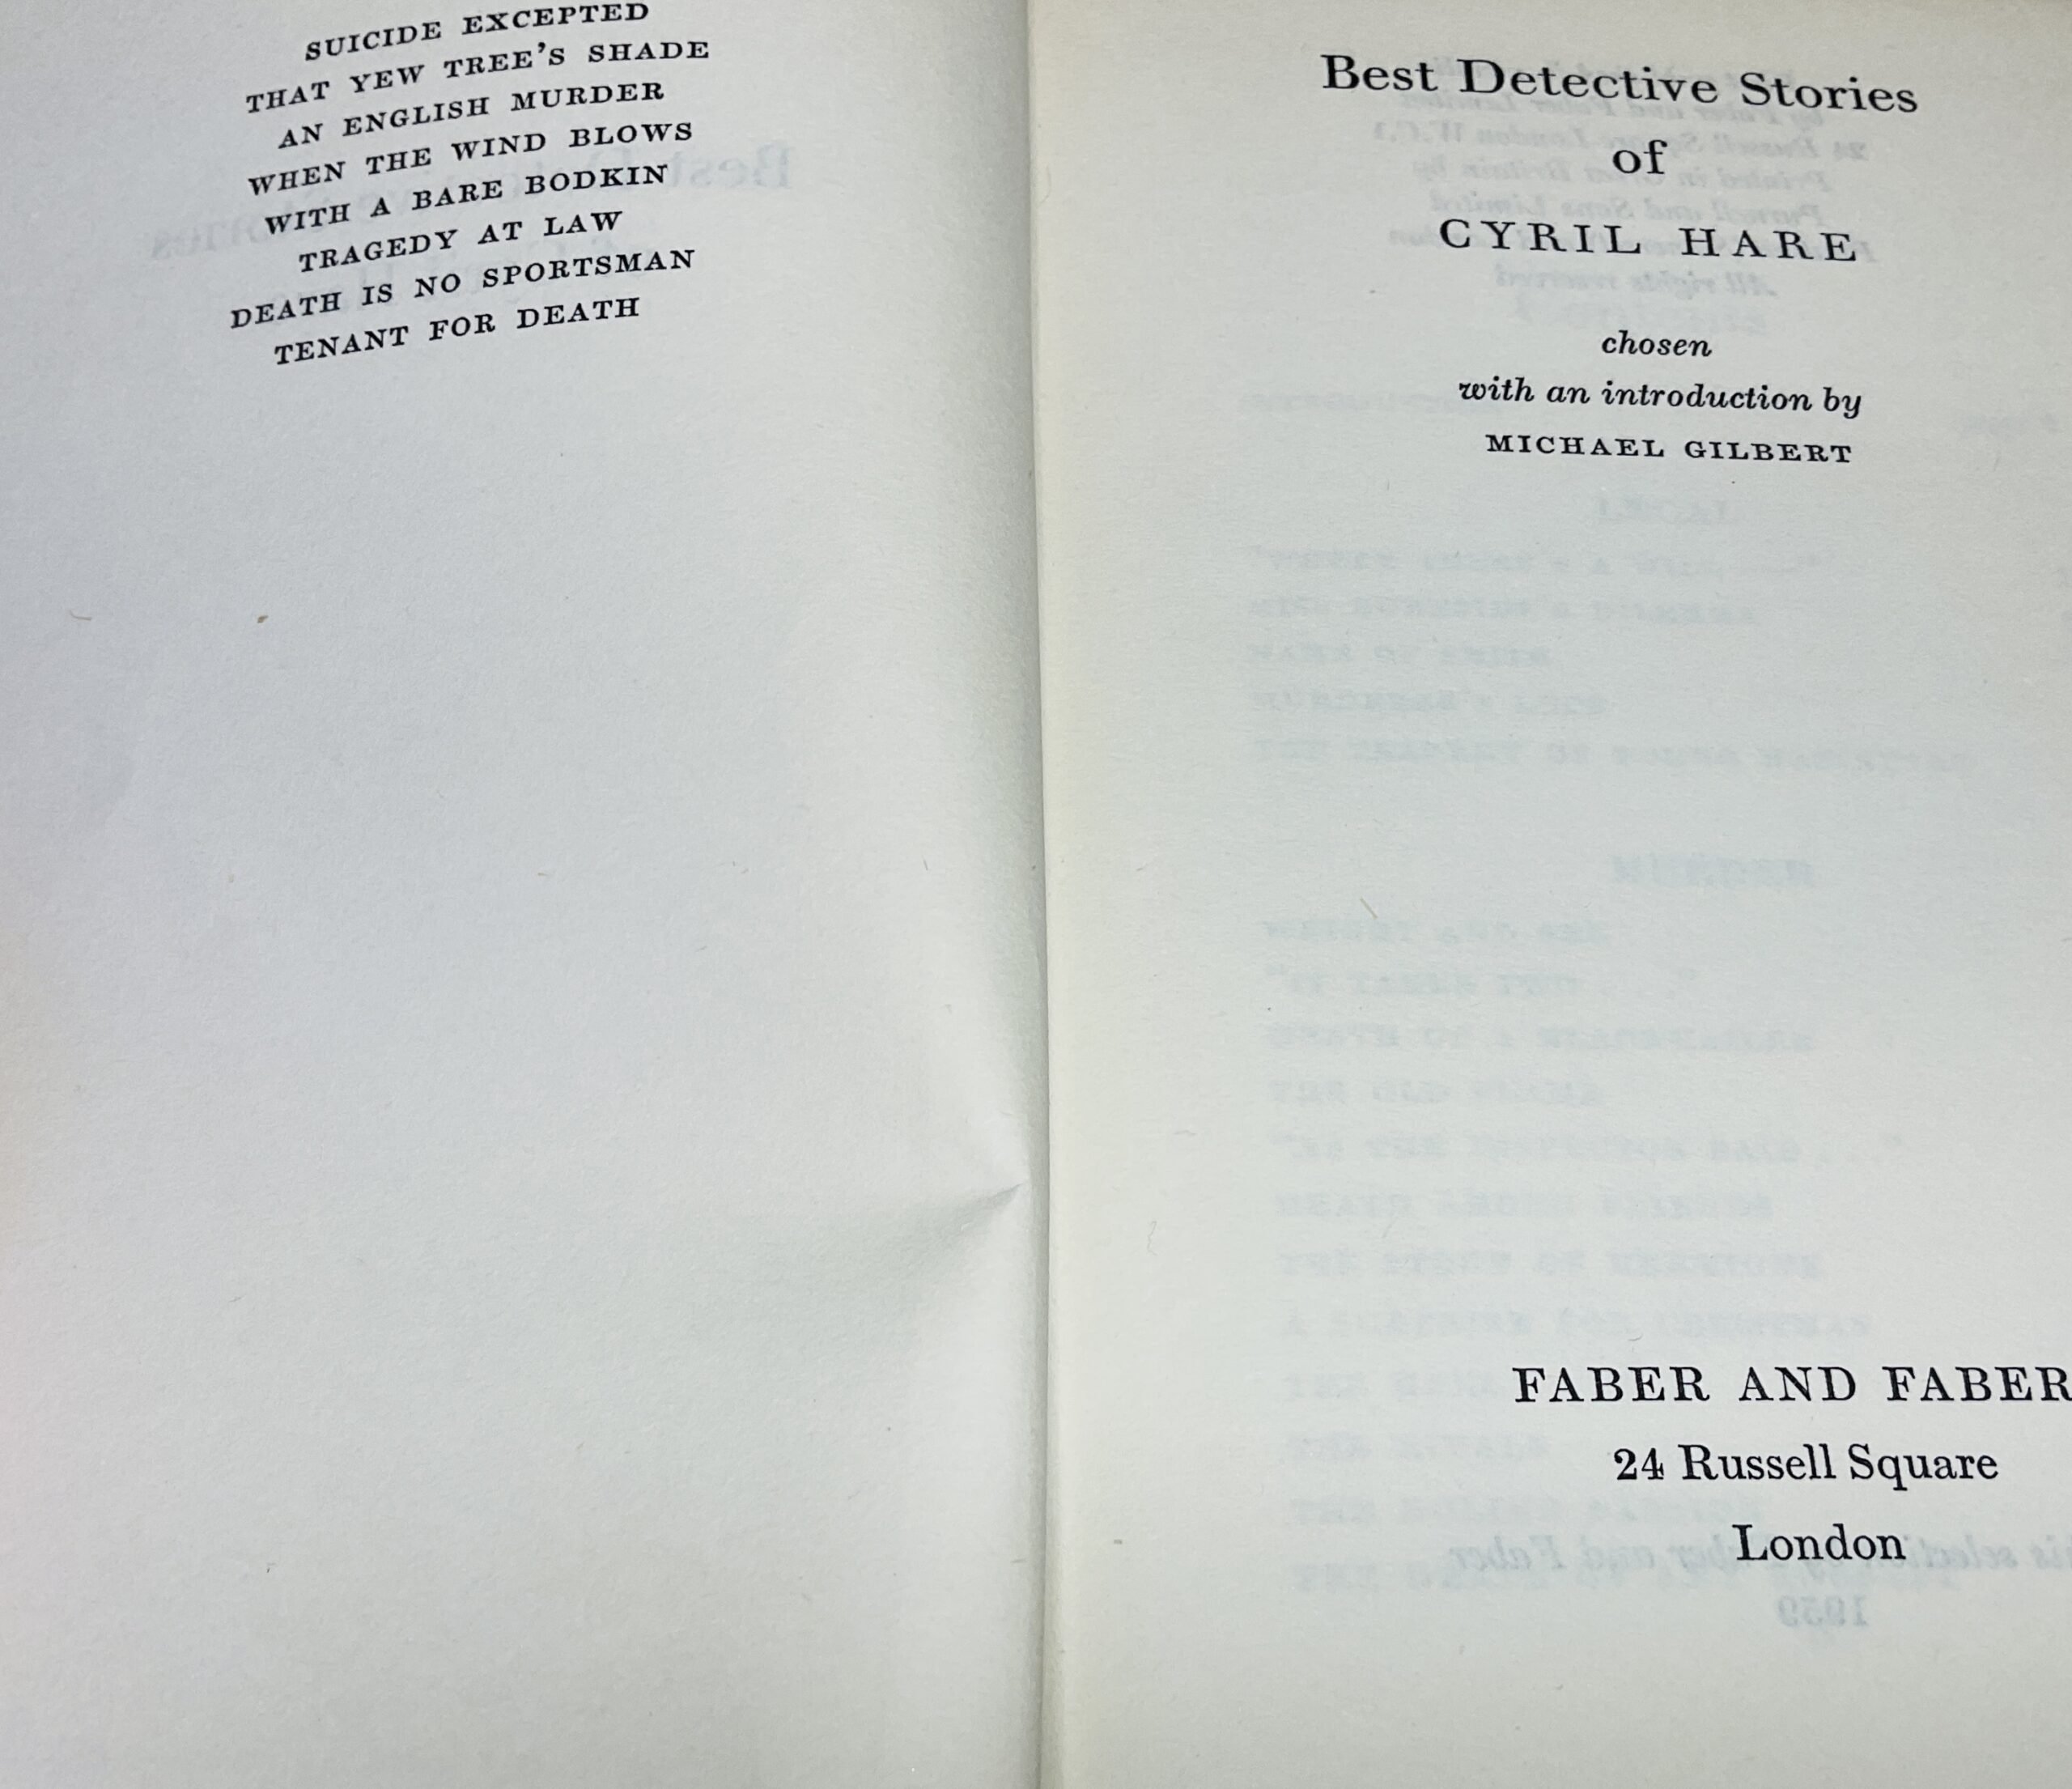 SUICIDE EXCEPTED
THAT YEW TREE'S SHADE
AN ENGLISH MURDER
WHEN THE WIND BLOWS
WITH A BARE BODKIN
TRAGEDY AT LAW
DEATH IS NO SPORTSMAN
TENANT FOR DEATH
Best Detective Stories
of
CYRIL HARE
chosen
with an introduction by
MICHAEL GILBERT
FABER AND FABER
24 Russell Square
London